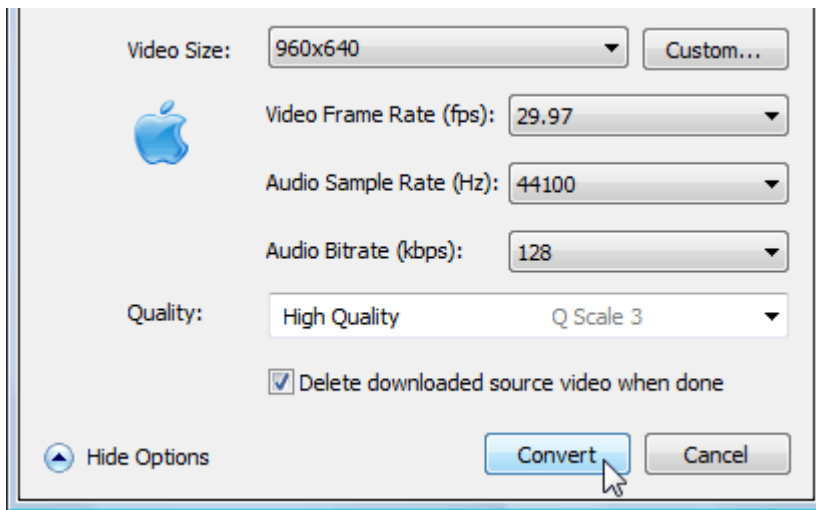 Video Size: 960x640 Custom...
Video Frame Rate (fps): 29.97
Audio Sample Rate (Hz): 44100
Audio Bitrate (kbps): 128
Quality: High Quality Q Scale 3
Delete downloaded source video when done
Hide Options Convert Cancel